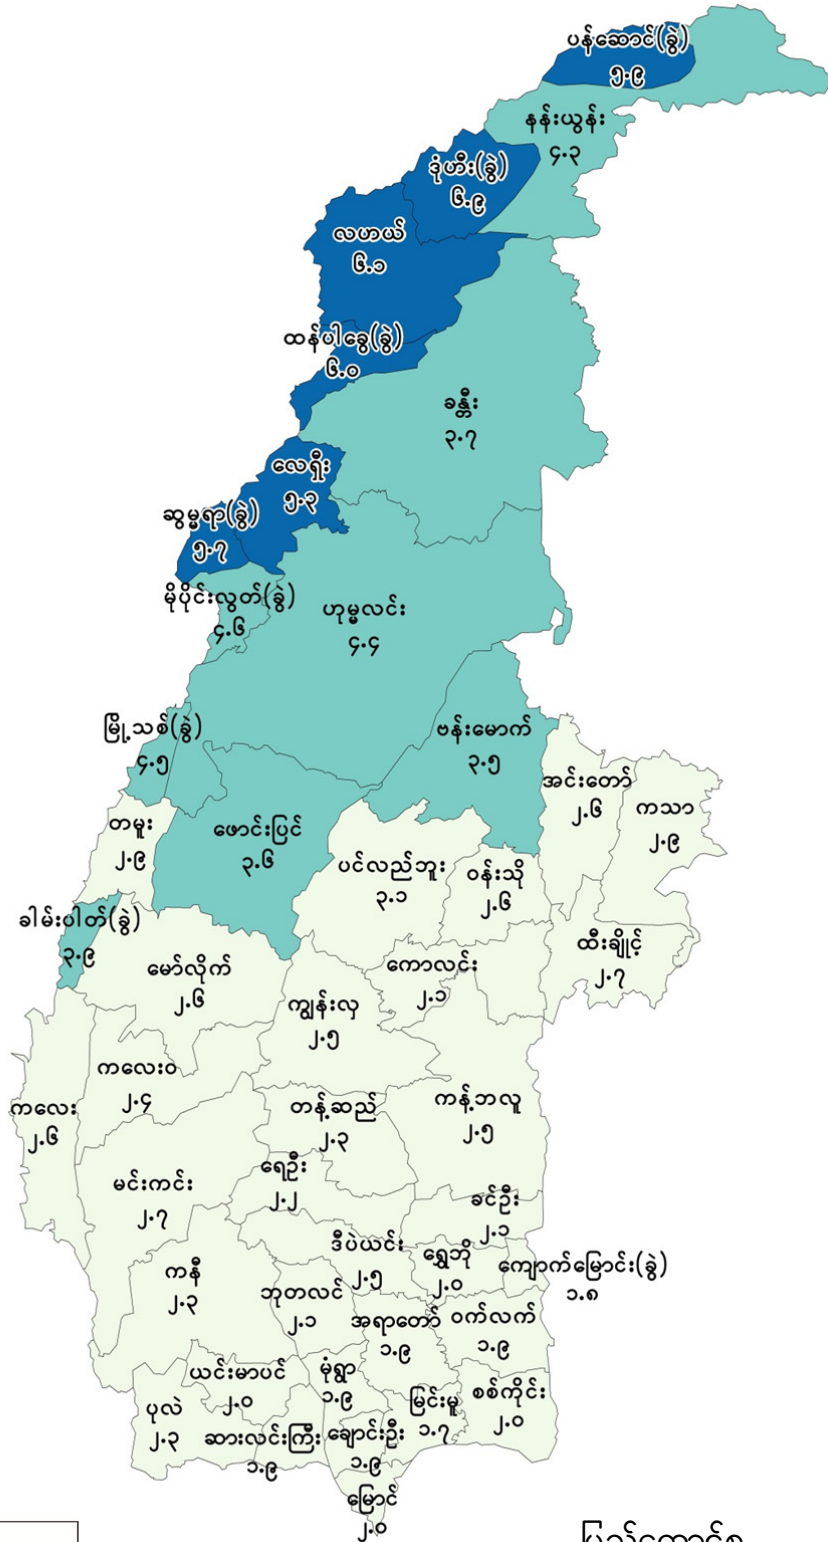 ပန်ဆောင်(ခွဲ)
၅.၉
နန်းယွန်း
၄.၃
ဒုံဟီး(ခွဲ)
၆.၉
လဟယ်
၆.၁
ထန်ပါခွေ(ခွဲ)
၆.၀
ခန္တီး
၃.၇
လေရှီး
၅.၃
ဆွမ္မရာ(ခွဲ)
၅.၇
မိုပိုင်းလွတ်(ခွဲ)
၄.၆
ဟုမ္မလင်း
၄.၄
မြို့သစ်(ခွဲ)
၄.၅
ဗန်းမောက်
၃.၅
အင်းတော်
၂.၆
ကသာ
၂.၉
တမူး
၂.၉
ဖောင်းပြင်
၃.၆
ပင်လည်ဘူး
၃.၁
ဝန်းသို
၂.၆
ခါမ်းပါတ်(ခွဲ)
၃.၉
မော်လိုက်
၂.၆
ကောလင်း
၂.၁
ထီးချိုင့်
၂.၇
ကျွန်းလှ
၂.၅
ကလေးဝ
၂.၄
ကလေး
၂.၆
တန့်ဆည်
၂.၃
ကန့်ဘလူ
၂.၅
မင်းကင်း
၂.၇
ရေဦး
၂.၂
ခင်ဦး
၂.၁
ဒီပဲယင်း
၂.၅
ရွှေဘို
၂.၀
ကျောက်မြောင်း(ခွဲ)
၁.၈
ကနီ
၂.၃
ဘုတလင်
၂.၁
အရာတော်
၁.၉
ဝက်လက်
၁.၉
ယင်းမာပင်
၂.၀
မုံရွာ
၁.၉
မြင်းမူ
၁.၇
စစ်ကိုင်း
၂.၀
ပုလဲ
၂.၃
ဆားလင်းကြီး
၁.၉
ချောင်းဦး
၁.၉
မြောင်
၂.၀